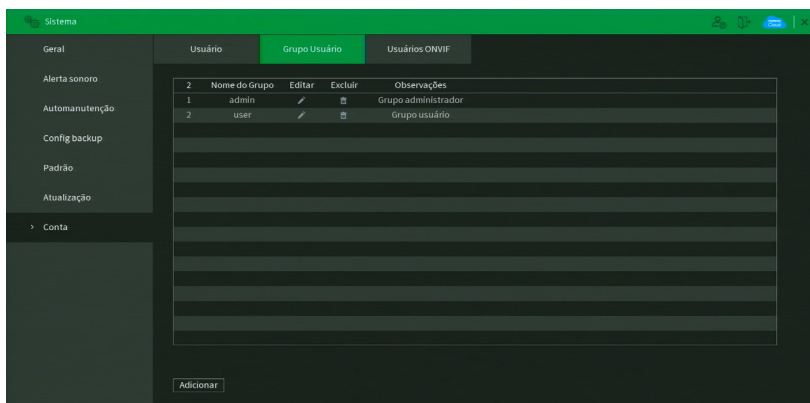 Sistema
Geral
Alerta sonoro
Automanutenção
Config backup
Padrão
Atualização
> Conta
Usuário Grupo Usuário Usuários ONVIF
2 Nome do Grupo Editar Excluir Observações
1 admin Grupo administrador
2 user Grupo usuário
Adicionar